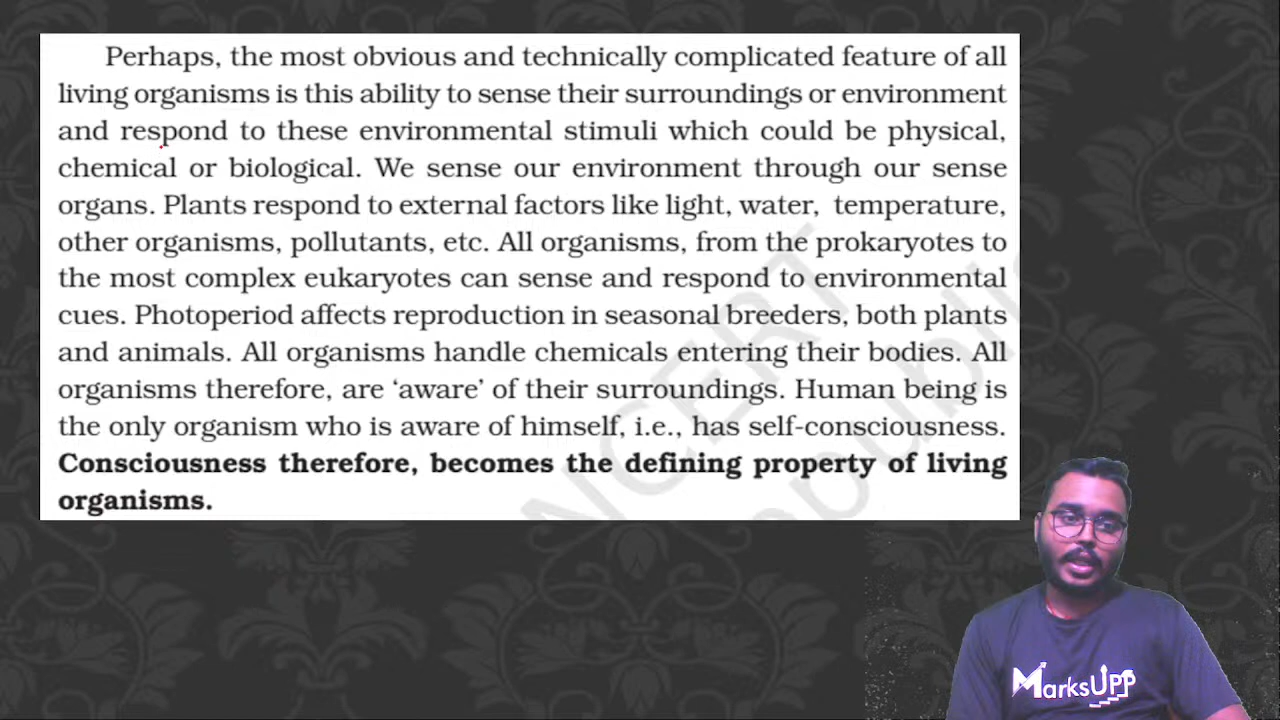 Perhaps, the most obvious and technically complicated feature of all
living organisms is this ability to sense their surroundings or environment
and respond to these environmental stimuli which could be physical,
chemical or biological. We sense our environment through our sense
organs. Plants respond to external factors like light, water, temperature,
other organisms, pollutants, etc. All organisms, from the prokaryotes to
the most complex eukaryotes can sense and respond to environmental
cues. Photoperiod affects reproduction in seasonal breeders, both plants
and animals. All organisms handle chemicals entering their bodies. All
organisms therefore, are ‘aware’ of their surroundings. Human being is
the only organism who is aware of himself, i.e., has self-consciousness.
Consciousness therefore, becomes the defining property of living
organisms.
NCERT
MarksUpp